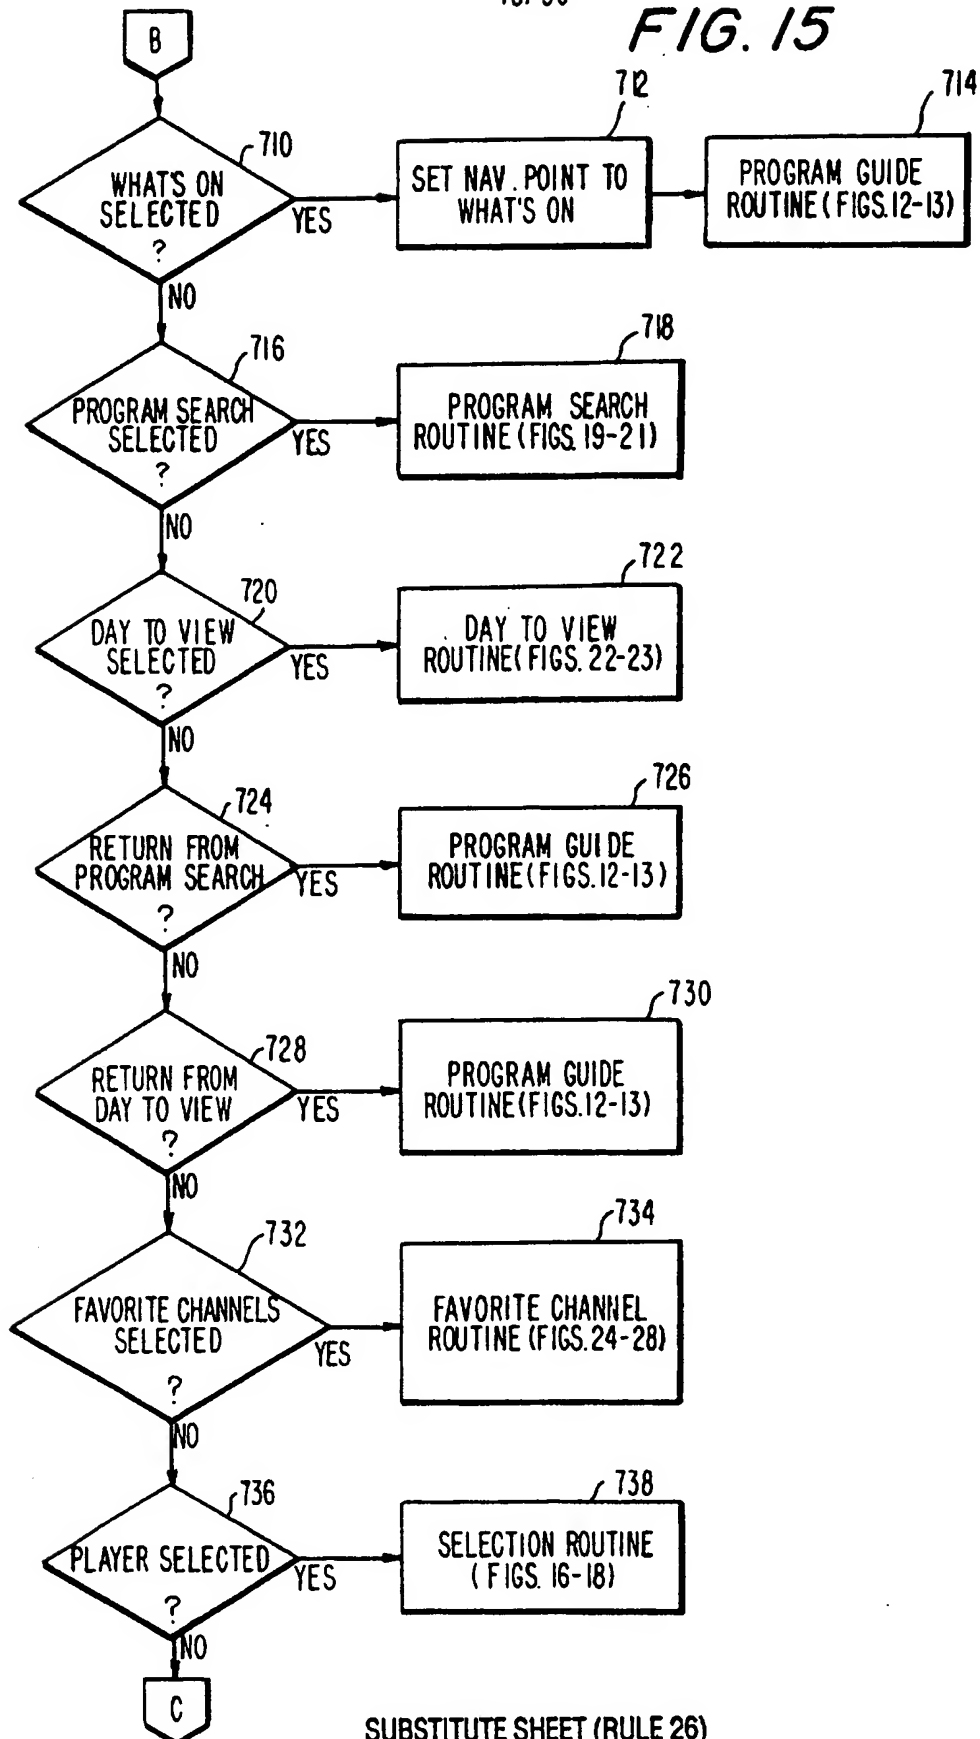 FIG. 15
B
710
WHAT'S ON
SELECTED
?
YES
NO
712
SET NAV. POINT TO
WHAT'S ON
714
PROGRAM GUIDE
ROUTINE (FIGS. 12-13)
716
PROGRAM SEARCH
SELECTED
?
YES
NO
718
PROGRAM SEARCH
ROUTINE (FIGS. 19-21)
720
DAY TO VIEW
SELECTED
?
YES
NO
722
DAY TO VIEW
ROUTINE (FIGS. 22-23)
724
RETURN FROM
PROGRAM SEARCH
?
YES
NO
726
PROGRAM GUIDE
ROUTINE (FIGS. 12-13)
728
RETURN FROM
DAY TO VIEW
?
YES
NO
730
PROGRAM GUIDE
ROUTINE (FIGS. 12-13)
732
FAVORITE CHANNELS
SELECTED
?
YES
NO
734
FAVORITE CHANNEL
ROUTINE (FIGS. 24-28)
736
PLAYER SELECTED
?
YES
NO
738
SELECTION ROUTINE
(FIGS. 16-18)
C
SUBSTITUTE SHEET (RULE 26)